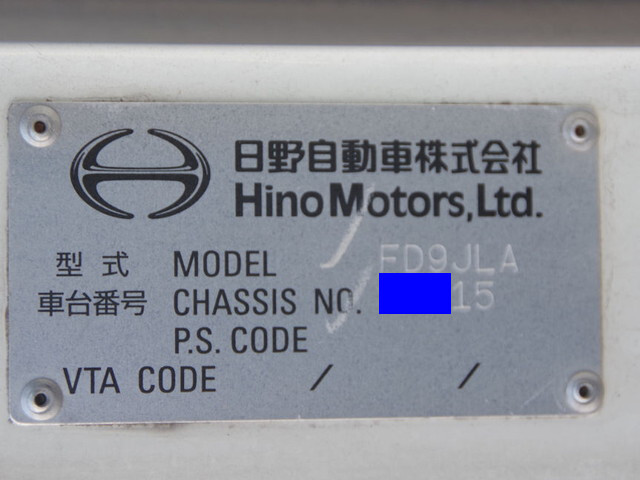 日野自動車株式会社
Hino Motors, Ltd.
型式 MODEL FD9JLA
車台番号 CHASSIS NO. 15
P.S. CODE
VTA CODE / /